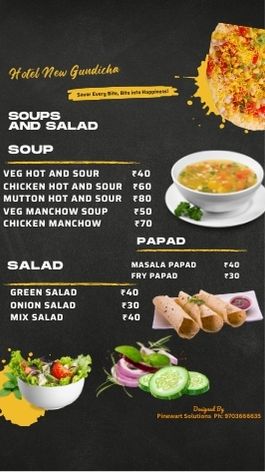 Hotel New Gundicha
Savor Every Bite, Bite into Happiness!
SOUPS
AND SALAD
SOUP
VEG HOT AND SOUR ₹40
CHICKEN HOT AND SOUR ₹60
MUTTON HOT AND SOUR ₹80
VEG MANCHOW SOUP ₹50
CHICKEN MANCHOW ₹70
PAPAD
MASALA PAPAD ₹40
FRY PAPAD ₹30
SALAD
GREEN SALAD ₹40
ONION SALAD ₹30
MIX SALAD ₹40
Designed By
Pinewart Solutions Ph: 9703666635